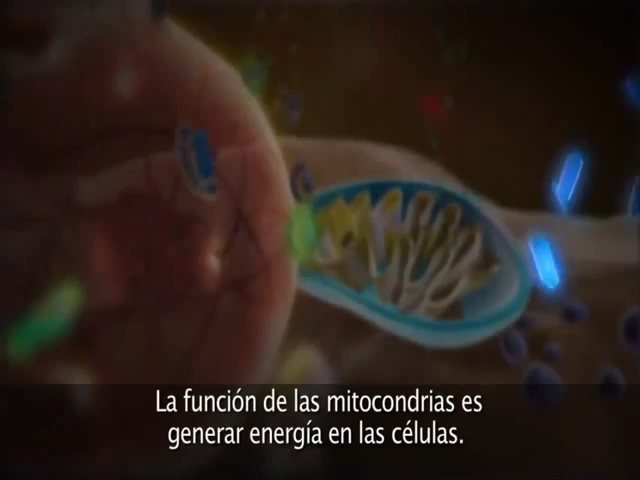 La función de las mitocondrias es
generar energía en las células.